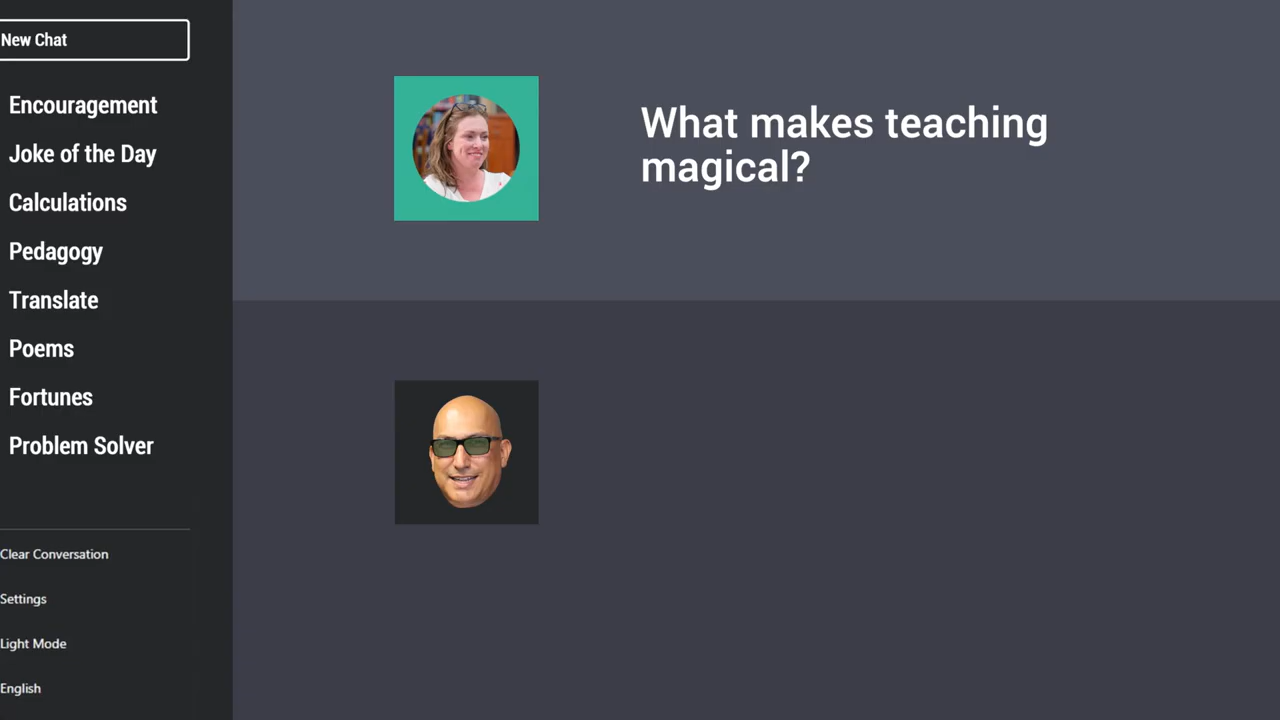 New Chat
Encouragement
Joke of the Day
Calculations
Pedagogy
Translate
Poems
Fortunes
Problem Solver
Clear Conversation
Settings
Light Mode
English
What makes teaching
magical?